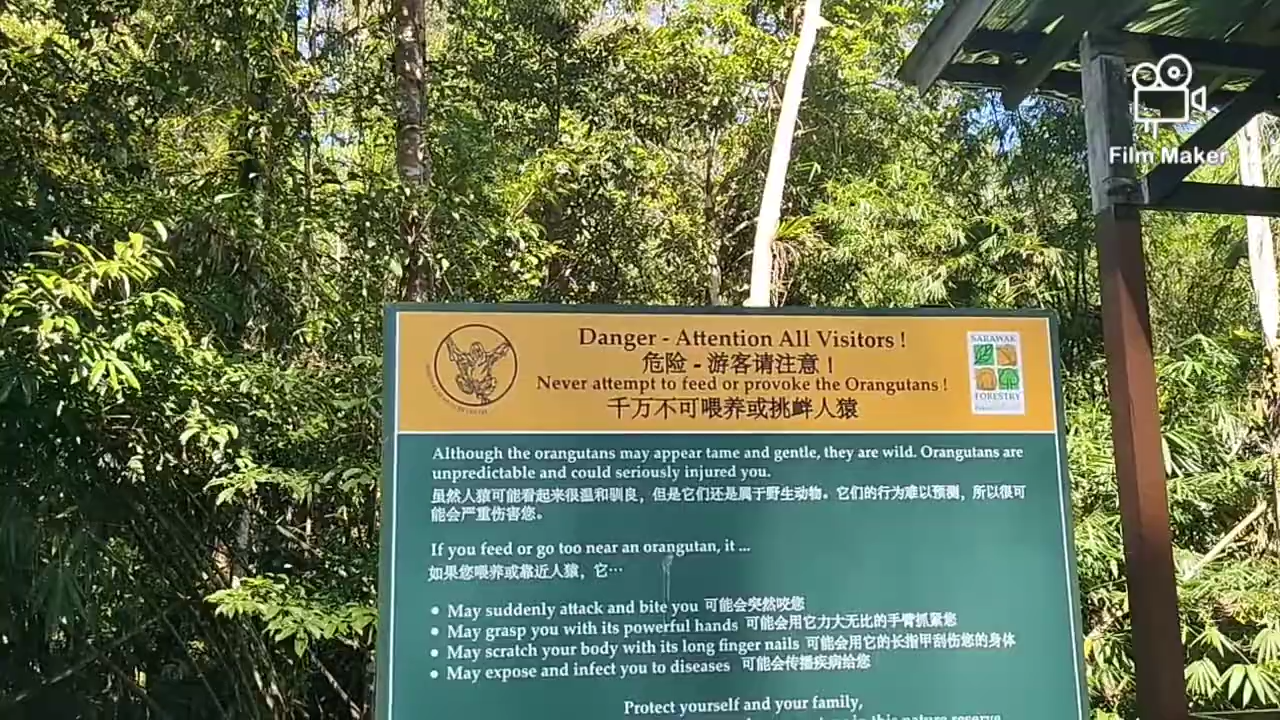 Film Maker
Danger - Attention All Visitors !
危险 - 游客请注意！
Never attempt to feed or provoke the Orangutans !
千万不可喂养或挑衅人猿
SARAWAK
FORESTRY
Although the orangutans may appear tame and gentle, they are wild. Orangutans are
unpredictable and could seriously injured you.
虽然人猿可能看起来很温和驯良，但是它们还是属于野生动物。它们的行为难以预测，所以很可
能会严重伤害您。
If you feed or go too near an orangutan, it ...
如果您喂养或靠近人猿，它…
• May suddenly attack and bite you 可能会突然咬您
• May grasp you with its powerful hands 可能会用它力大无比的手臂抓紧您
• May scratch your body with its long finger nails 可能会用它的长指甲刮伤您的身体
• May expose and infect you to diseases 可能会传播疾病给您
Protect yourself and your family,
in this nature reserve